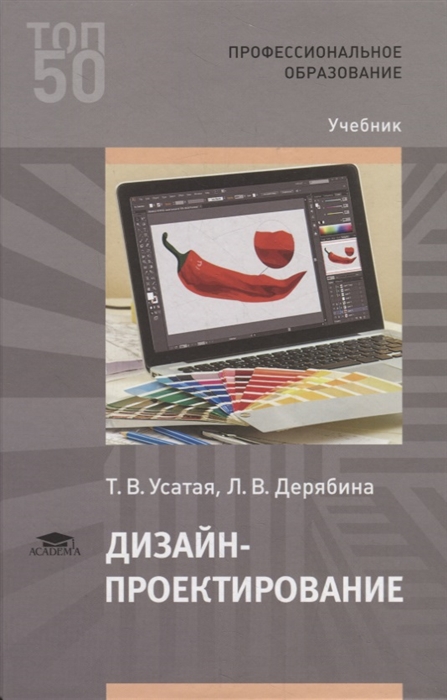 ТОП
50
ПРОФЕССИОНАЛЬНОЕ
ОБРАЗОВАНИЕ
Учебник
Т. В. Усатая, Л. В. Дерябина
ACADEMA
ДИЗАЙН-
ПРОЕКТИРОВАНИЕ